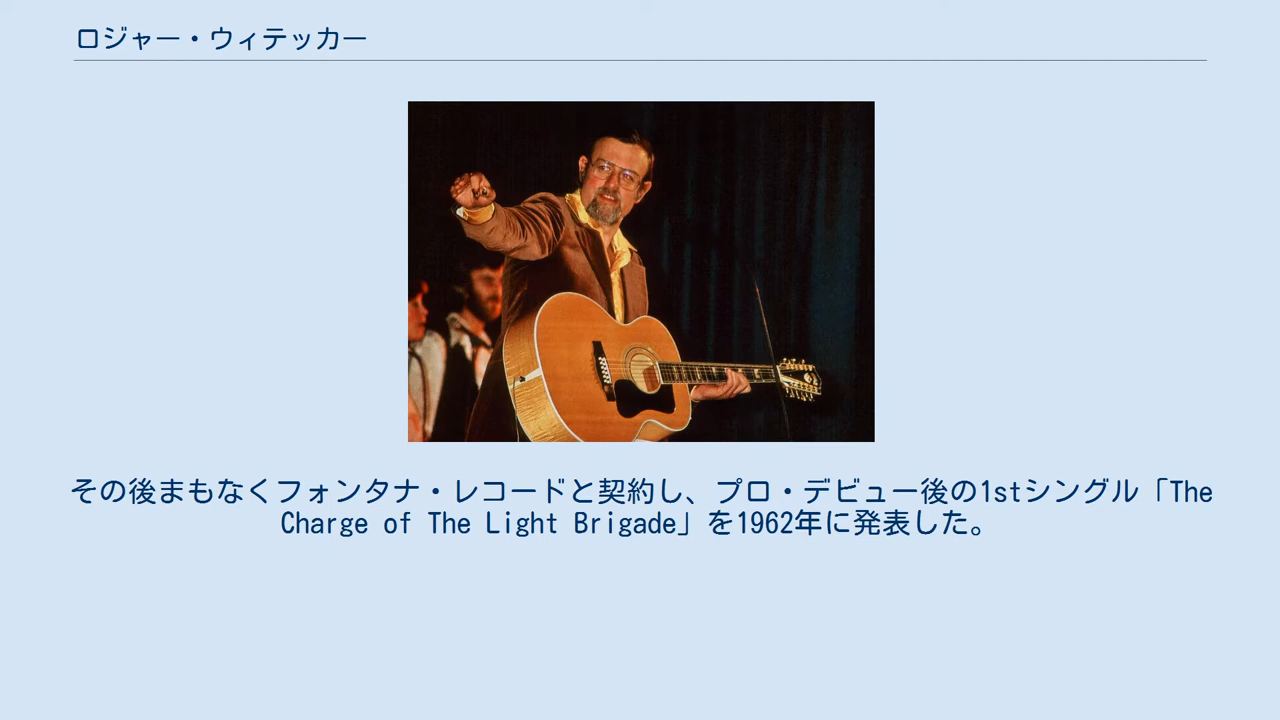 ロジャー・ウィテッカー
その後まもなくフォンタナ・レコードと契約し、プロ・デビュー後の1stシングル「The
Charge of The Light Brigade」を1962年に発表した。